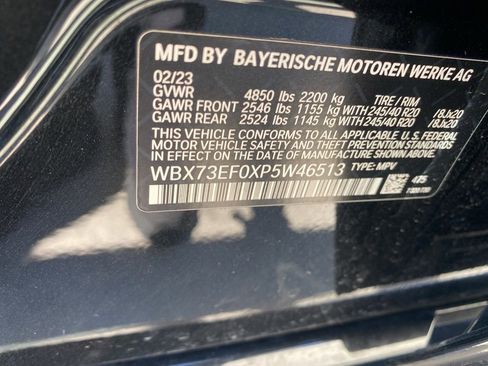 MFD BY BAYERISCHE MOTOREN WERKE AG
02/23
GVWR 4850 lbs 2200 kg TIRE / RIM
GAWR FRONT 2546 lbs 1155 kg WITH 245/40 R20 /8Jx20
GAWR REAR 2524 lbs 1145 kg WITH 245/40 R20 /8Jx20
THIS VEHICLE CONFORMS TO ALL APPLICABLE U.S. FEDERAL
MOTOR VEHICLE SAFETY
STANDARDS IN EFFECT ON THE DATE OF MANUFACTURE SHOWN ABOVE.
WBX73EF0XP5W46513 TYPE: MPV
475